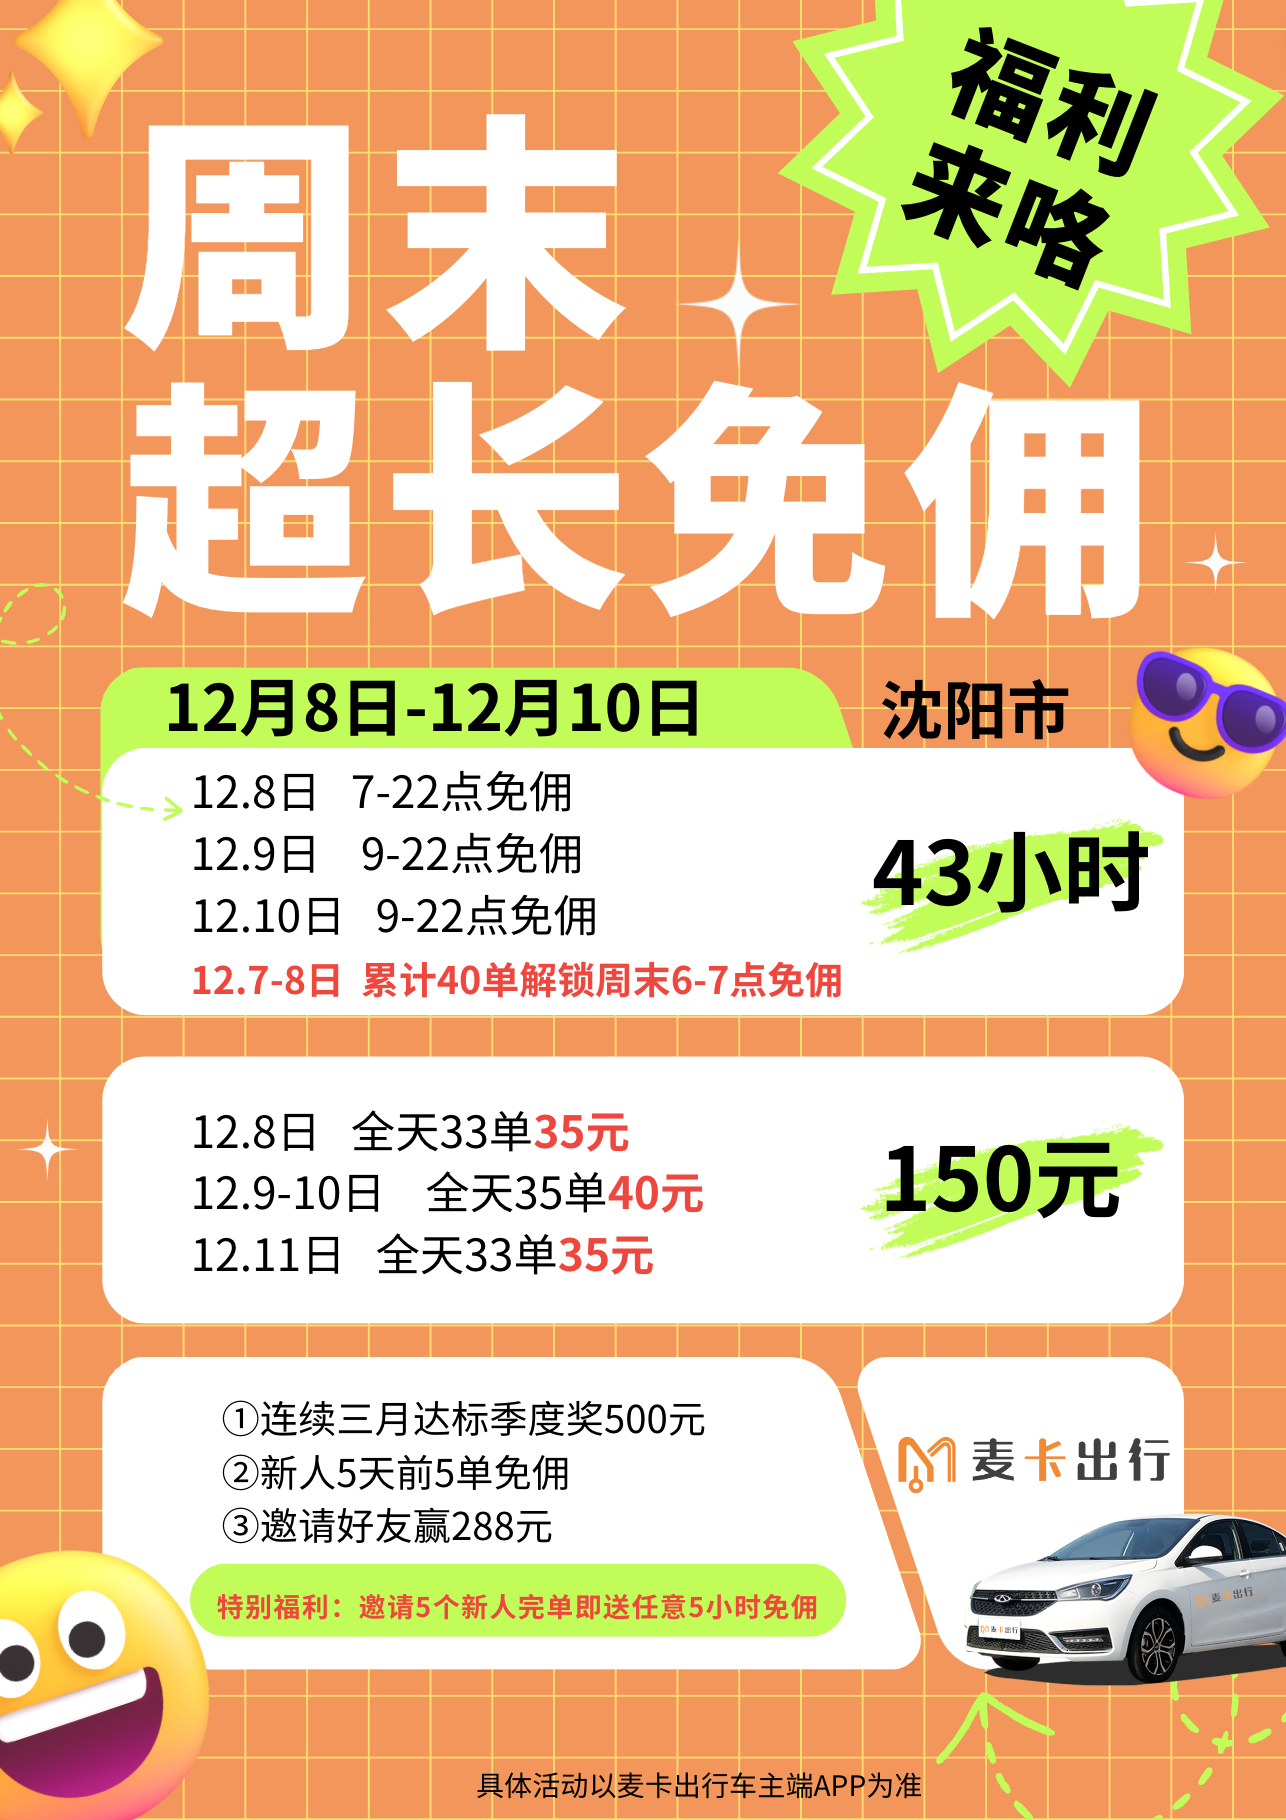 福利
来咯
周末
超长免佣
12月8日-12月10日
沈阳市
12.8日 7-22点免佣
12.9日 9-22点免佣
12.10日 9-22点免佣
12.7-8日 累计40单解锁周末6-7点免佣
43小时
12.8日 全天33单35元
12.9-10日 全天35单40元
12.11日 全天33单35元
150元
①连续三月达标季度奖500元
②新人5天前5单免佣
③邀请好友赢288元
特别福利：邀请5个新人完单即送任意5小时免佣
麦卡出行
麦卡出行
麦卡出行
具体活动以麦卡出行车主端APP为准